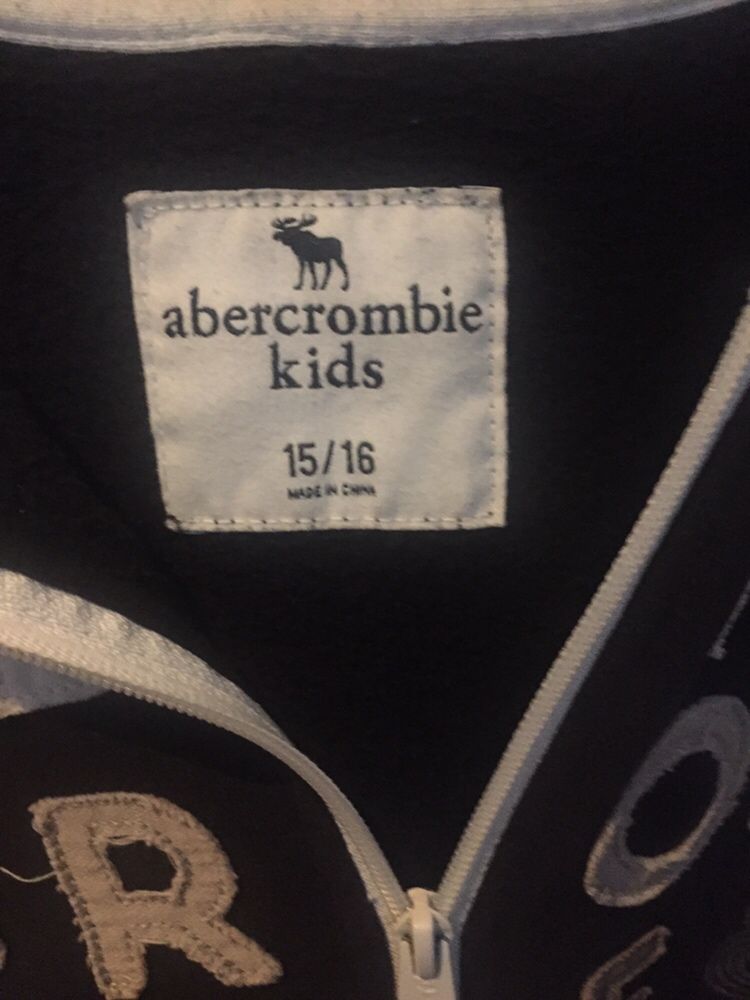 abercrombie
kids
15/16
MADE IN CHINA
R
O